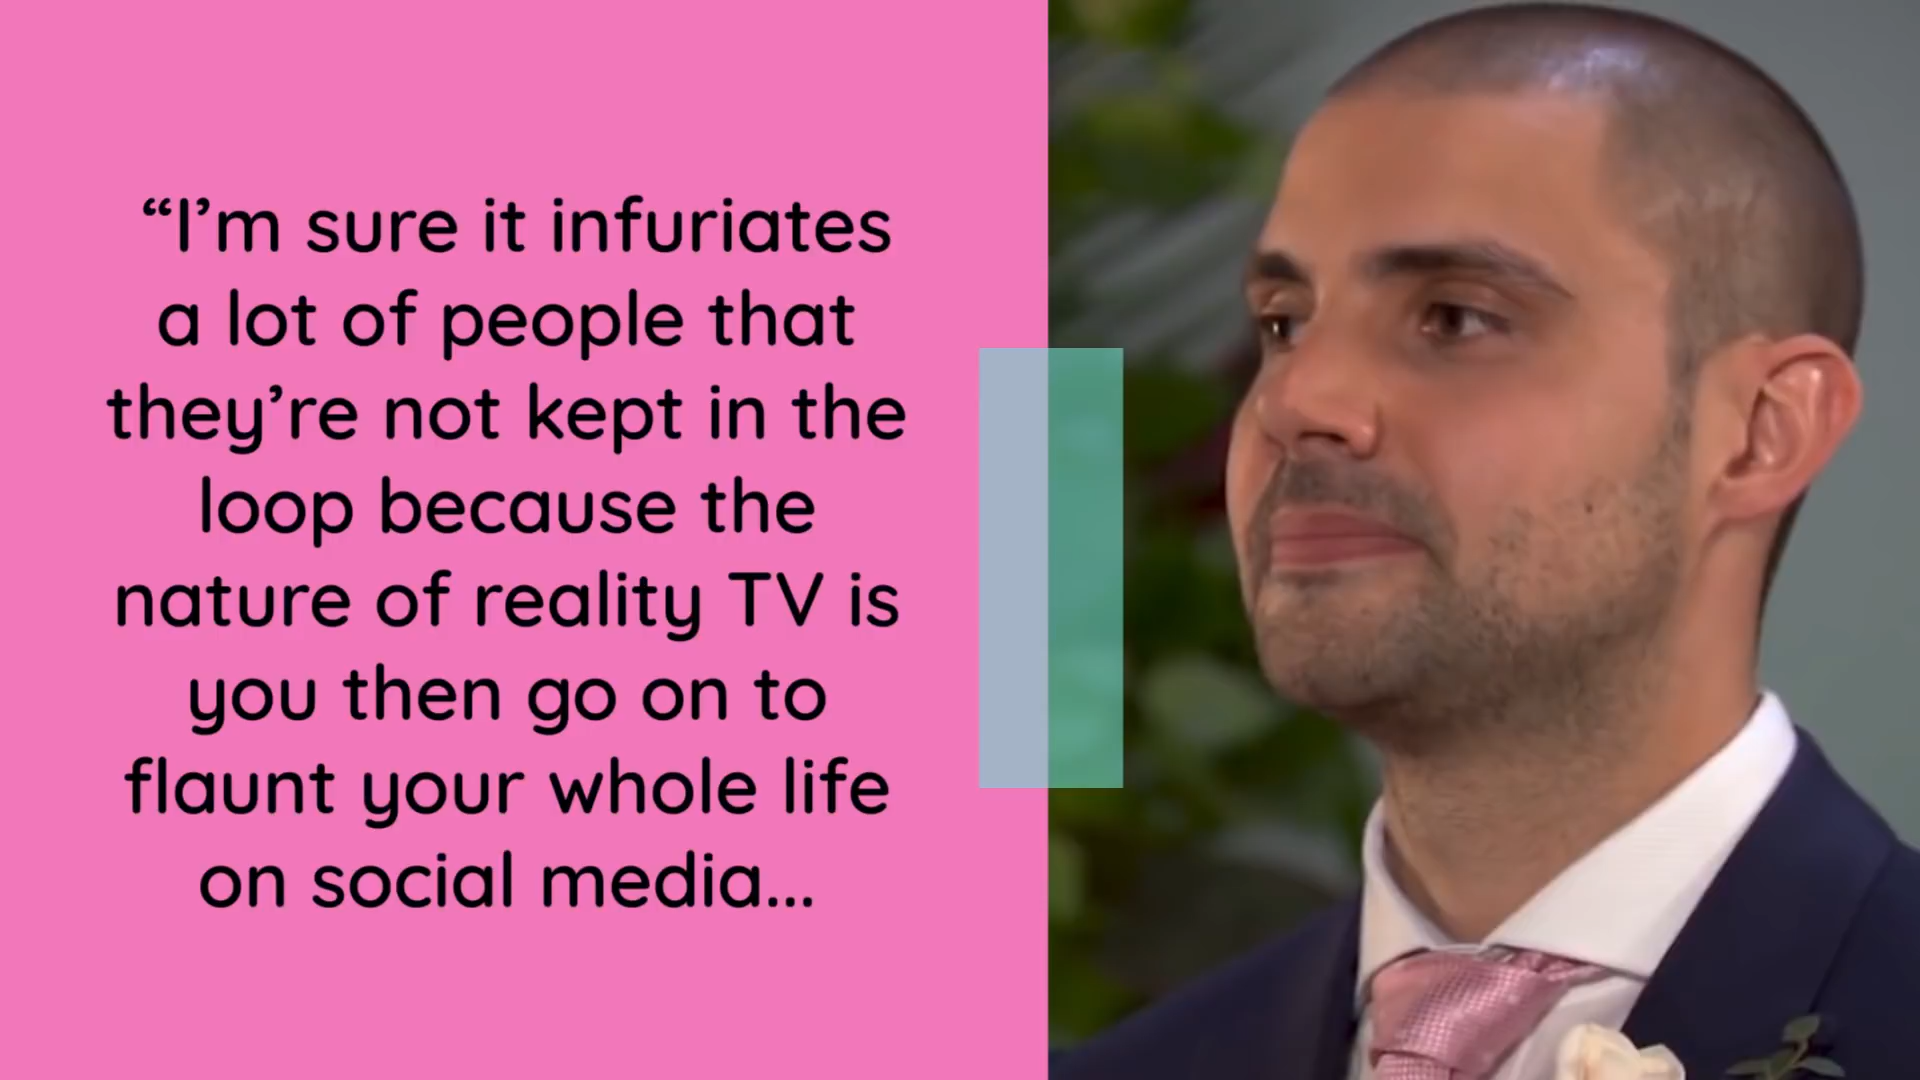 “I’m sure it infuriates
a lot of people that
they’re not kept in the
loop because the
nature of reality TV is
you then go on to
flaunt your whole life
on social media...